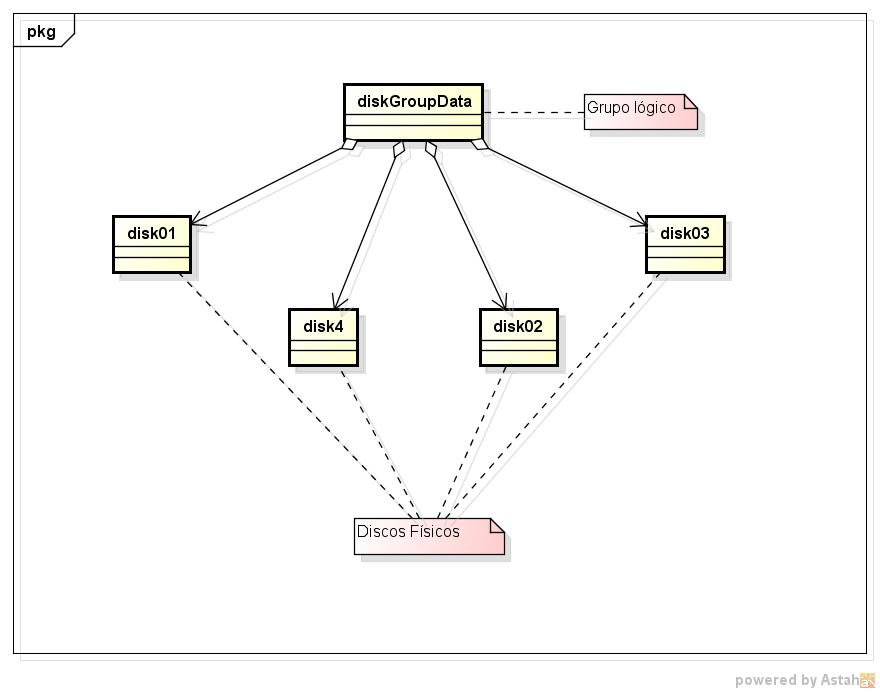 pkg
diskGroupData
Grupo lógico
disk01
disk03
disk4
disk02
Discos Físicos
powered by Astah